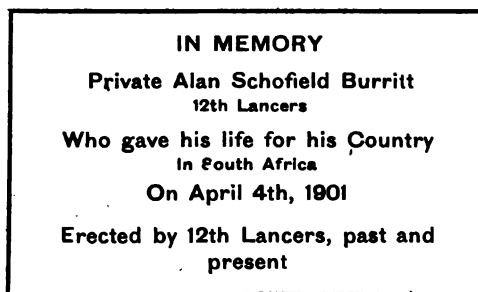 IN MEMORY
Private Alan Schofield Burritt
12th Lancers
Who gave his life for his Country
In South Africa
On April 4th, 1901
Erected by 12th Lancers, past and
present